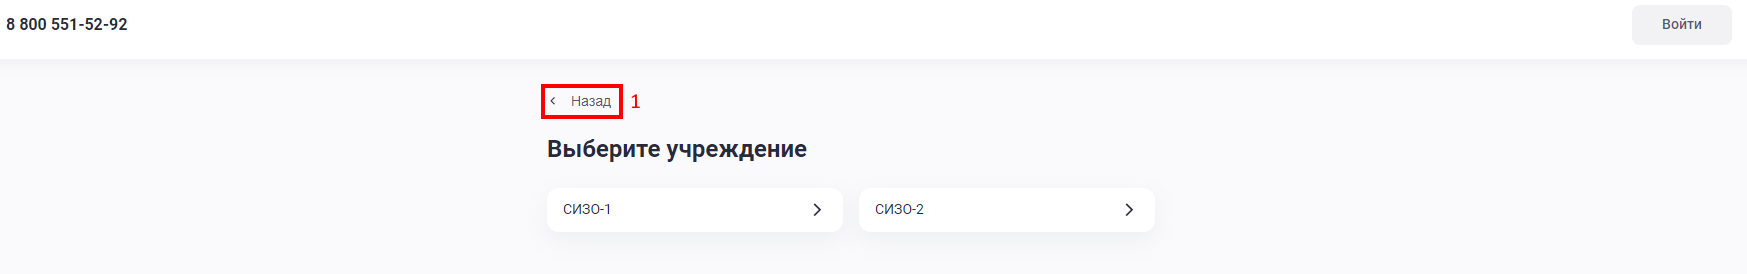 8 800 551-52-92
Войти
Назад 1
Выберите учреждение
СИЗО-1
СИЗО-2